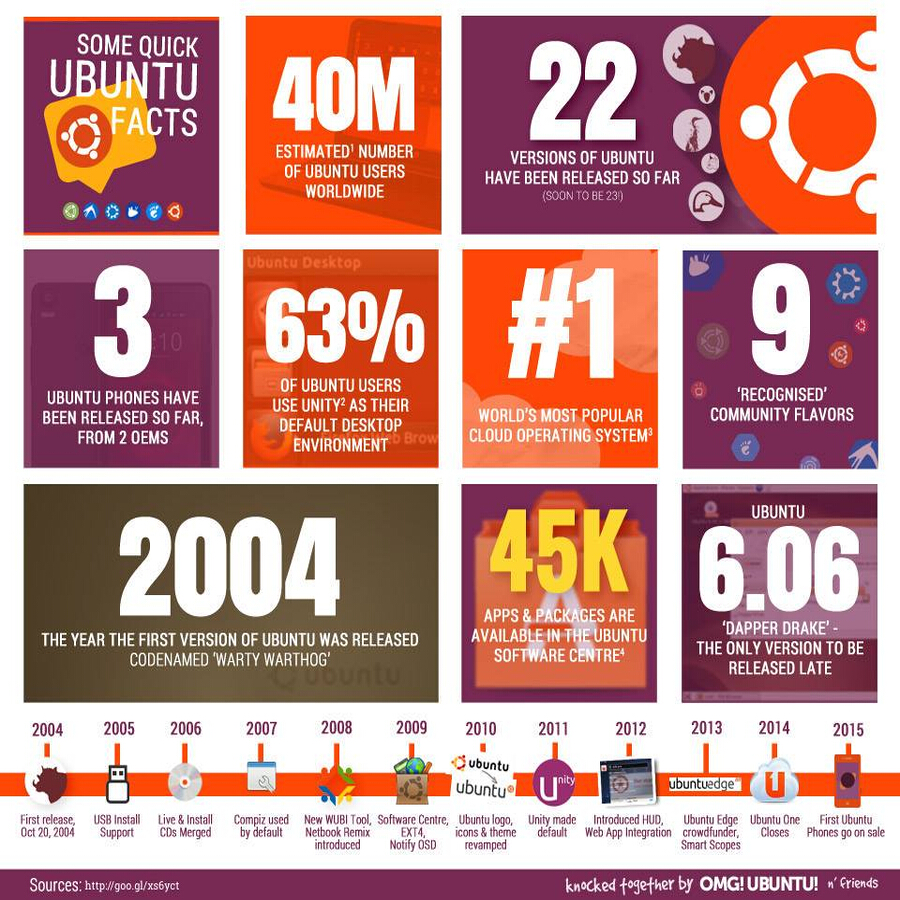 SOME QUICK
UBUNTU
FACTS
40M
ESTIMATED¹ NUMBER
OF UBUNTU USERS
WORLDWIDE
22
VERSIONS OF UBUNTU
HAVE BEEN RELEASED SO FAR
(SOON TO BE 23!)
3
UBUNTU PHONES HAVE
BEEN RELEASED SO FAR,
FROM 2 OEMS
Ubuntu Desktop
63%
OF UBUNTU USERS
USE UNITY² AS THEIR
DEFAULT DESKTOP
ENVIRONMENT
#1
WORLD'S MOST POPULAR
CLOUD OPERATING SYSTEM³
9
'RECOGNISED'
COMMUNITY FLAVORS
2004
THE YEAR THE FIRST VERSION OF UBUNTU WAS RELEASED
CODENAMED 'WARTY WARTHOG'
ubuntu
45K
APPS & PACKAGES ARE
AVAILABLE IN THE UBUNTU
SOFTWARE CENTRE⁴
UBUNTU
6.06
'DAPPER DRAKE' -
THE ONLY VERSION TO BE
RELEASED LATE
2004
First release,
Oct 20, 2004
2005
USB Install
Support
2006
Live & Install
CDs Merged
2007
Compiz used
by default
2008
New WUBI Tool,
Netbook Remix
introduced
2009
Software Centre,
EXT4,
Notify OSD
2010
ubuntu
ubuntu
Ubuntu logo,
icons & theme
revamped
2011
Unity
Unity made
default
2012
Introduced HUD,
Web App Integration
2013
ubuntuedge
Ubuntu Edge
crowdfunder,
Smart Scopes
2014
Ubuntu One
Closes
2015
First Ubuntu
Phones go on sale
Sources: http://goo.gl/xs6yct
knocked together by OMG! UBUNTU! n' friends